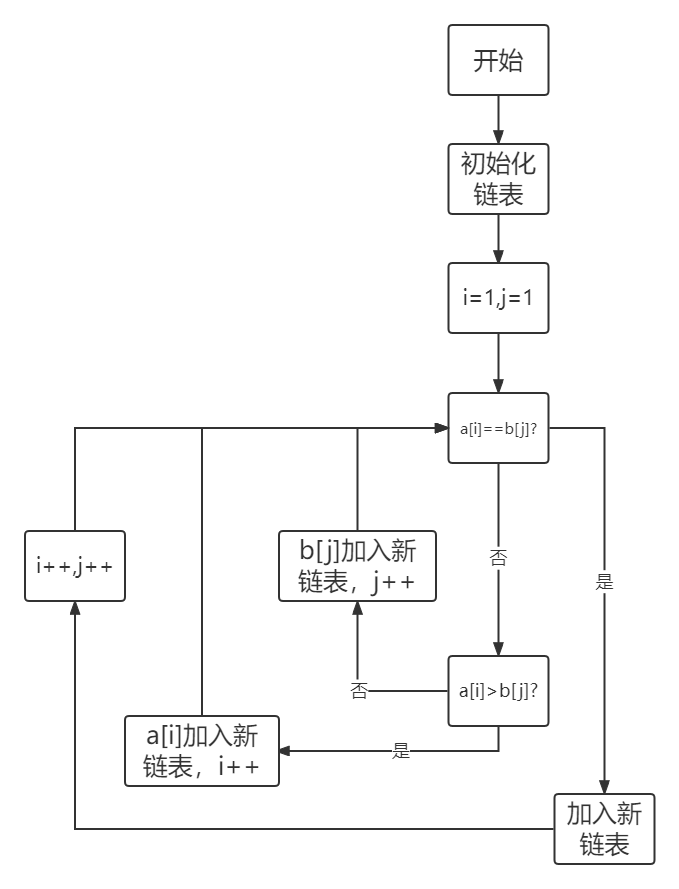 开始
初始化
链表
i=1,j=1
a[i]==b[j]?
i++,j++
b[j]加入新
链表，j++
否
是
a[i]>b[j]?
否
a[i]加入新
链表，i++
是
加入新
链表